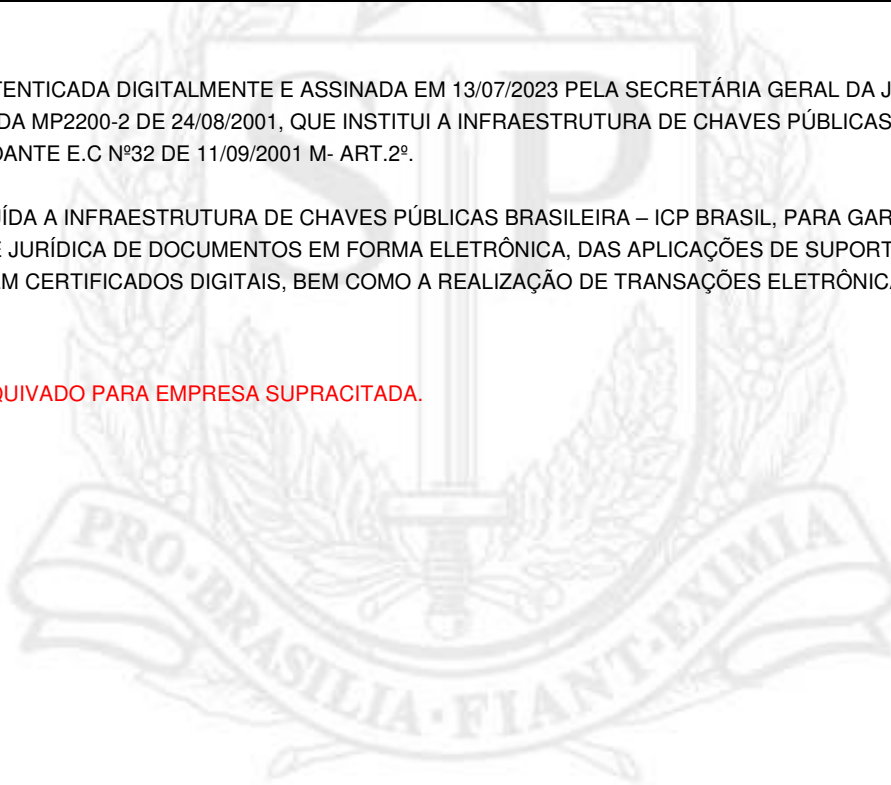 TENTICADA DIGITALMENTE E ASSINADA EM 13/07/2023 PELA SECRETÁRIA GERAL DA J
DA MP2200-2 DE 24/08/2001, QUE INSTITUI A INFRAESTRUTURA DE CHAVES PÚBLICAS
DANTE E.C Nº32 DE 11/09/2001 M- ART.2º.
ÍDA A INFRAESTRUTURA DE CHAVES PÚBLICAS BRASILEIRA – ICP BRASIL, PARA GAR
E JURÍDICA DE DOCUMENTOS EM FORMA ELETRÔNICA, DAS APLICAÇÕES DE SUPORT
EM CERTIFICADOS DIGITAIS, BEM COMO A REALIZAÇÃO DE TRANSAÇÕES ELETRÔNICA
QUIVADO PARA EMPRESA SUPRACITADA.
S P
PRO·BRASILIA·FIANT·EXIMIA